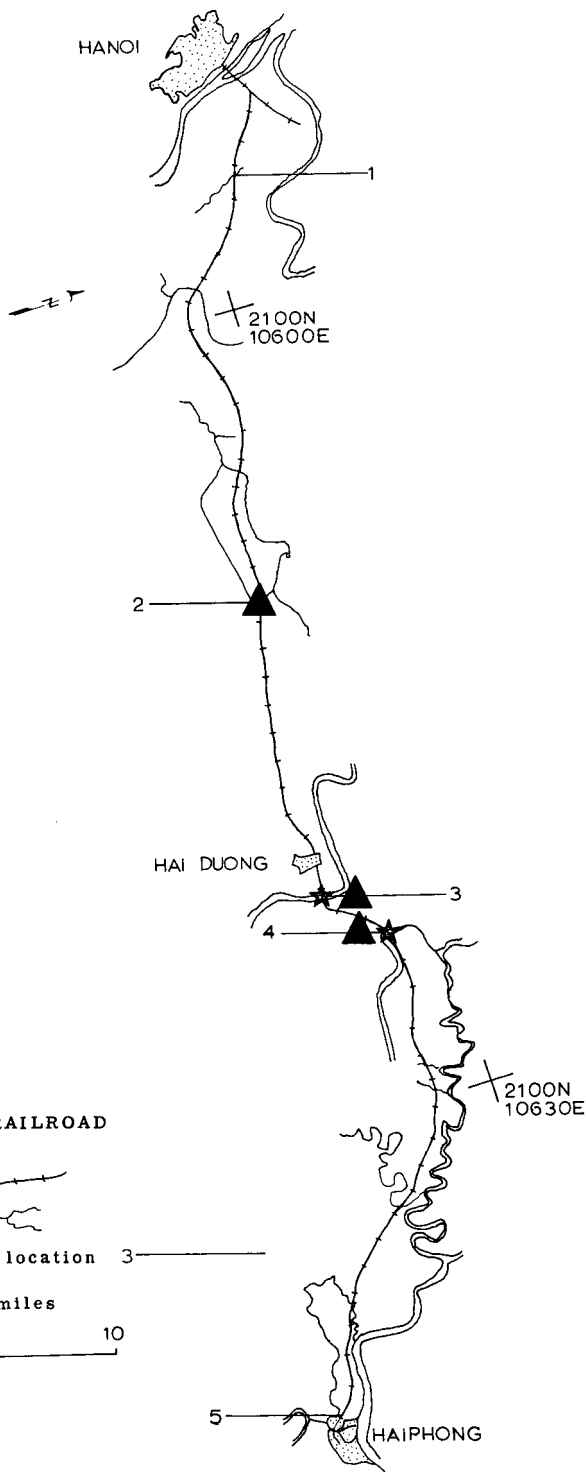 HANOI
1
N
2100N
10600E
2
HAI DUONG
3
4
2100N
10630E
RAILROAD
location 3
miles
10
5
HAIPHONG